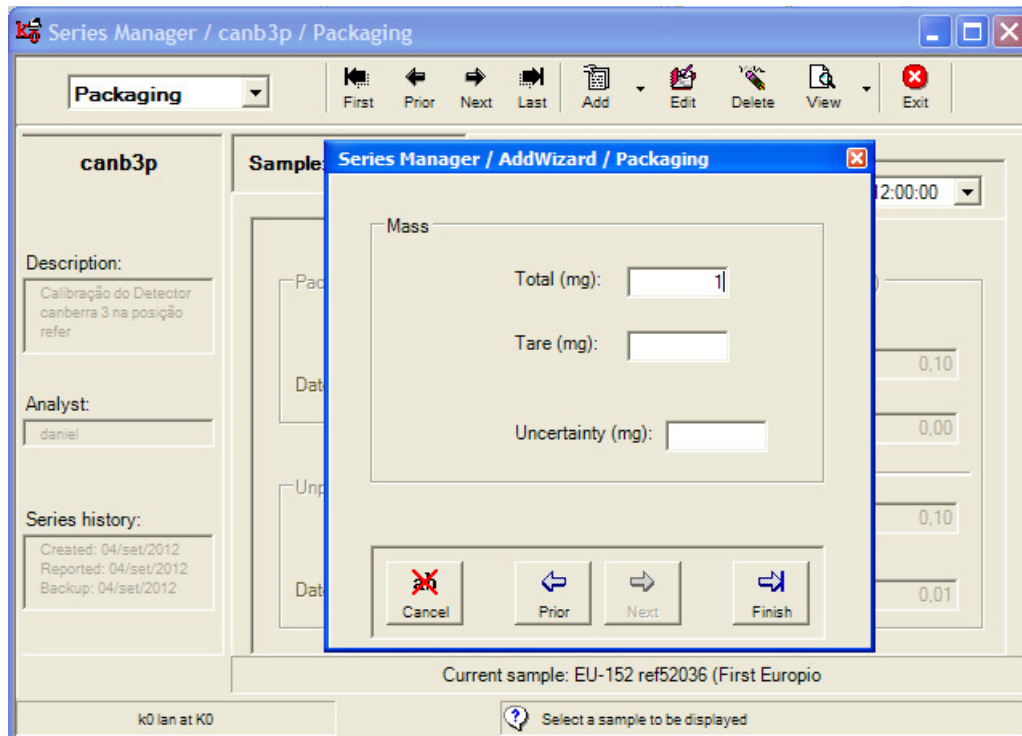 Series Manager / canb3p / Packaging
Packaging
First Prior Next Last Add Edit Delete View Exit
canb3p
Sample:
Series Manager / AddWizard / Packaging
12:00:00
Mass
Description:
Calibração do Detector
canberra 3 na posição
refer
Pac
Total (mg): 1
Tare (mg):
0,10
Date
Analyst:
daniel
Uncertainty (mg):
0,00
Unp
Series history:
Created: 04/set/2012
Reported: 04/set/2012
Backup: 04/set/2012
0,10
Date
0,01
Cancel Prior Next Finish
Current sample: EU-152 ref52036 (First Europio
k0 lan at K0
Select a sample to be displayed